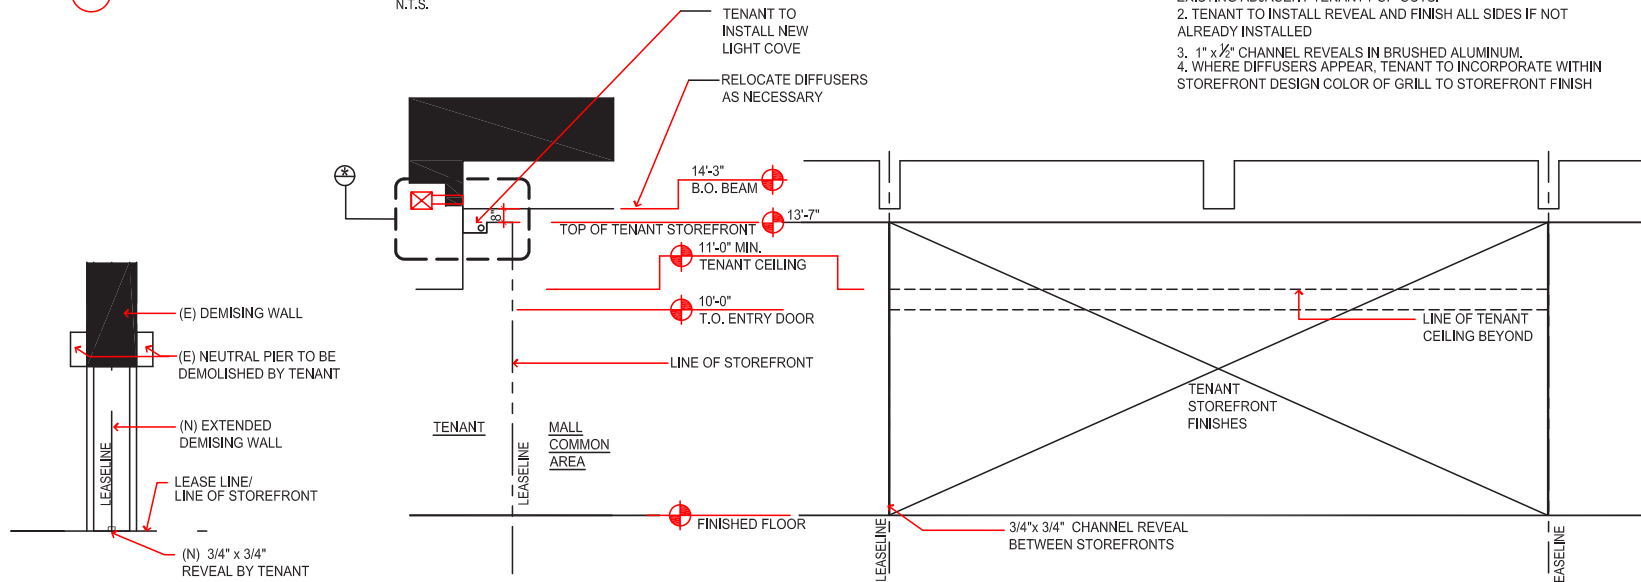 N.T.S.
TENANT TO
INSTALL NEW
LIGHT COVE
RELOCATE DIFFUSERS
AS NECESSARY
EXISTING ADJACENT TENANT POP OUTS.
2. TENANT TO INSTALL REVEAL AND FINISH ALL SIDES IF NOT
ALREADY INSTALLED
3. 1" x ½" CHANNEL REVEALS IN BRUSHED ALUMINUM.
4. WHERE DIFFUSERS APPEAR, TENANT TO INCORPORATE WITHIN
STOREFRONT DESIGN COLOR OF GRILL TO STOREFRONT FINISH
14'-3"
B.O. BEAM
8"
13'-7"
TOP OF TENANT STOREFRONT
11'-0" MIN.
TENANT CEILING
10'-0"
T.O. ENTRY DOOR
LINE OF STOREFRONT
TENANT
MALL
COMMON
AREA
LEASELINE
FINISHED FLOOR
(E) DEMISING WALL
(E) NEUTRAL PIER TO BE
DEMOLISHED BY TENANT
(N) EXTENDED
DEMISING WALL
LEASELINE
LEASE LINE/
LINE OF STOREFRONT
(N) 3/4" x 3/4"
REVEAL BY TENANT
LINE OF TENANT
CEILING BEYOND
TENANT
STOREFRONT
FINISHES
3/4"x 3/4" CHANNEL REVEAL
BETWEEN STOREFRONTS
LEASELINE
EASELINE